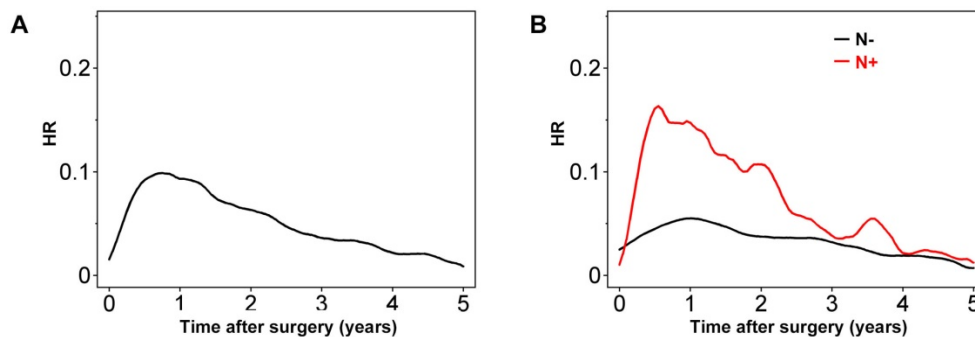 A
HR
0.2
0.1
0
0 1 2 3 4 5
Time after surgery (years)
B
N-
N+
HR
0.2
0.1
0
0 1 2 3 4 5
Time after surgery (years)